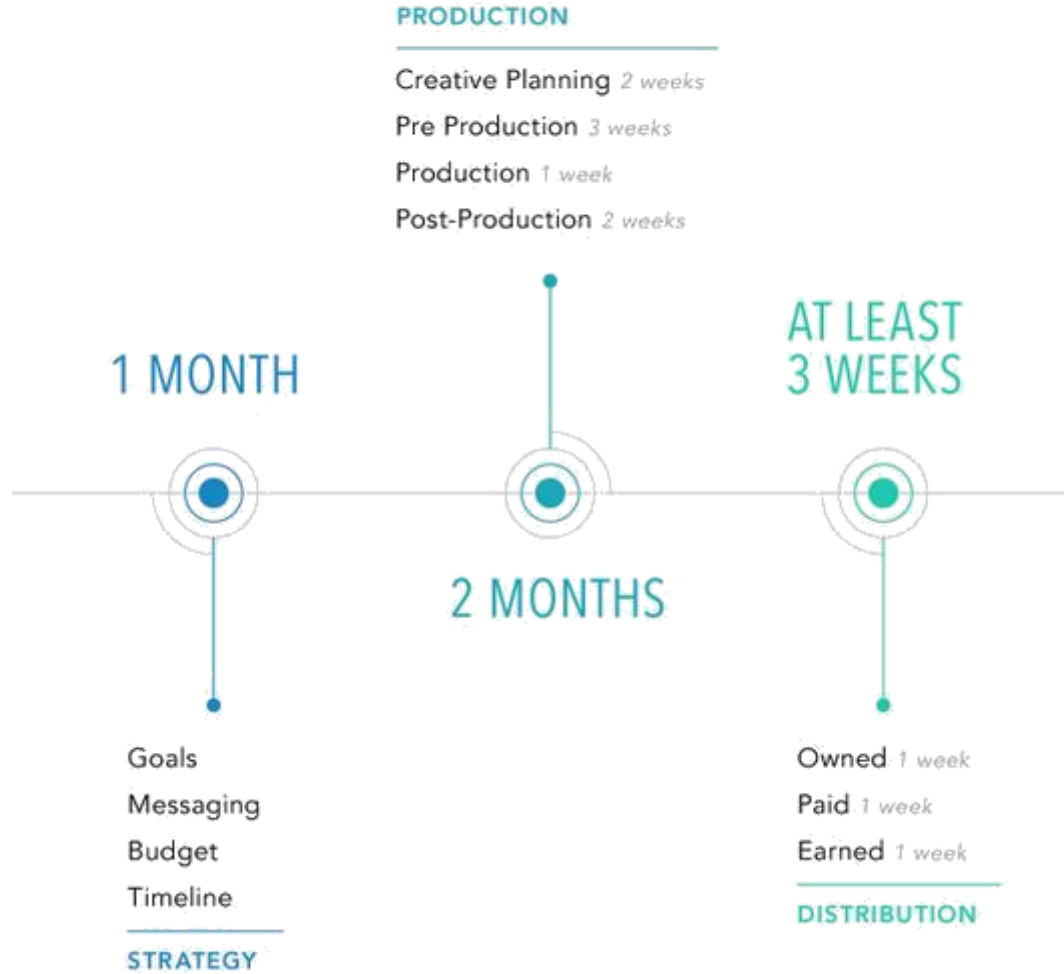 PRODUCTION
Creative Planning 2 weeks
Pre Production 3 weeks
Production 1 week
Post-Production 2 weeks
1 MONTH
AT LEAST
3 WEEKS
2 MONTHS
Goals
Messaging
Budget
Timeline
STRATEGY
Owned 1 week
Paid 1 week
Earned 1 week
DISTRIBUTION